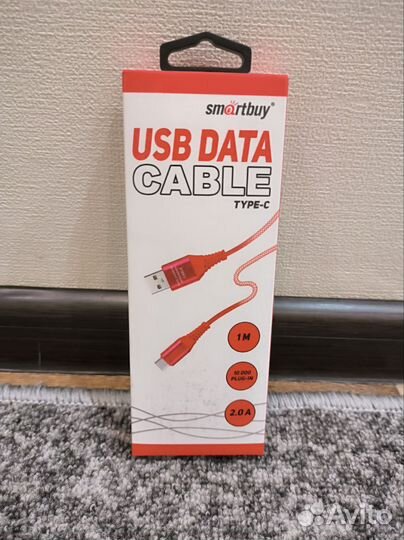 smartbuy®
USB DATA
CABLE
TYPE-C
1 M
10 000
PLUG-IN
2.0 A
Avito